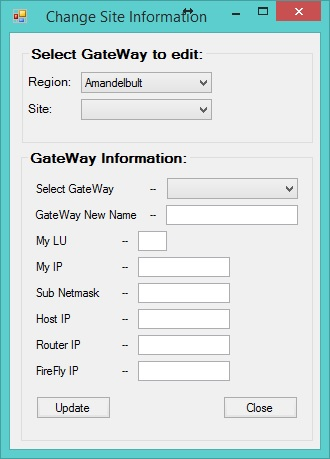 Change Site Information
Select GateWay to edit:
Region: Amandelbult
Site:
GateWay Information:
Select GateWay --
GateWay New Name --
My LU --
My IP --
Sub Netmask --
Host IP --
Router IP --
FireFly IP --
Update Close